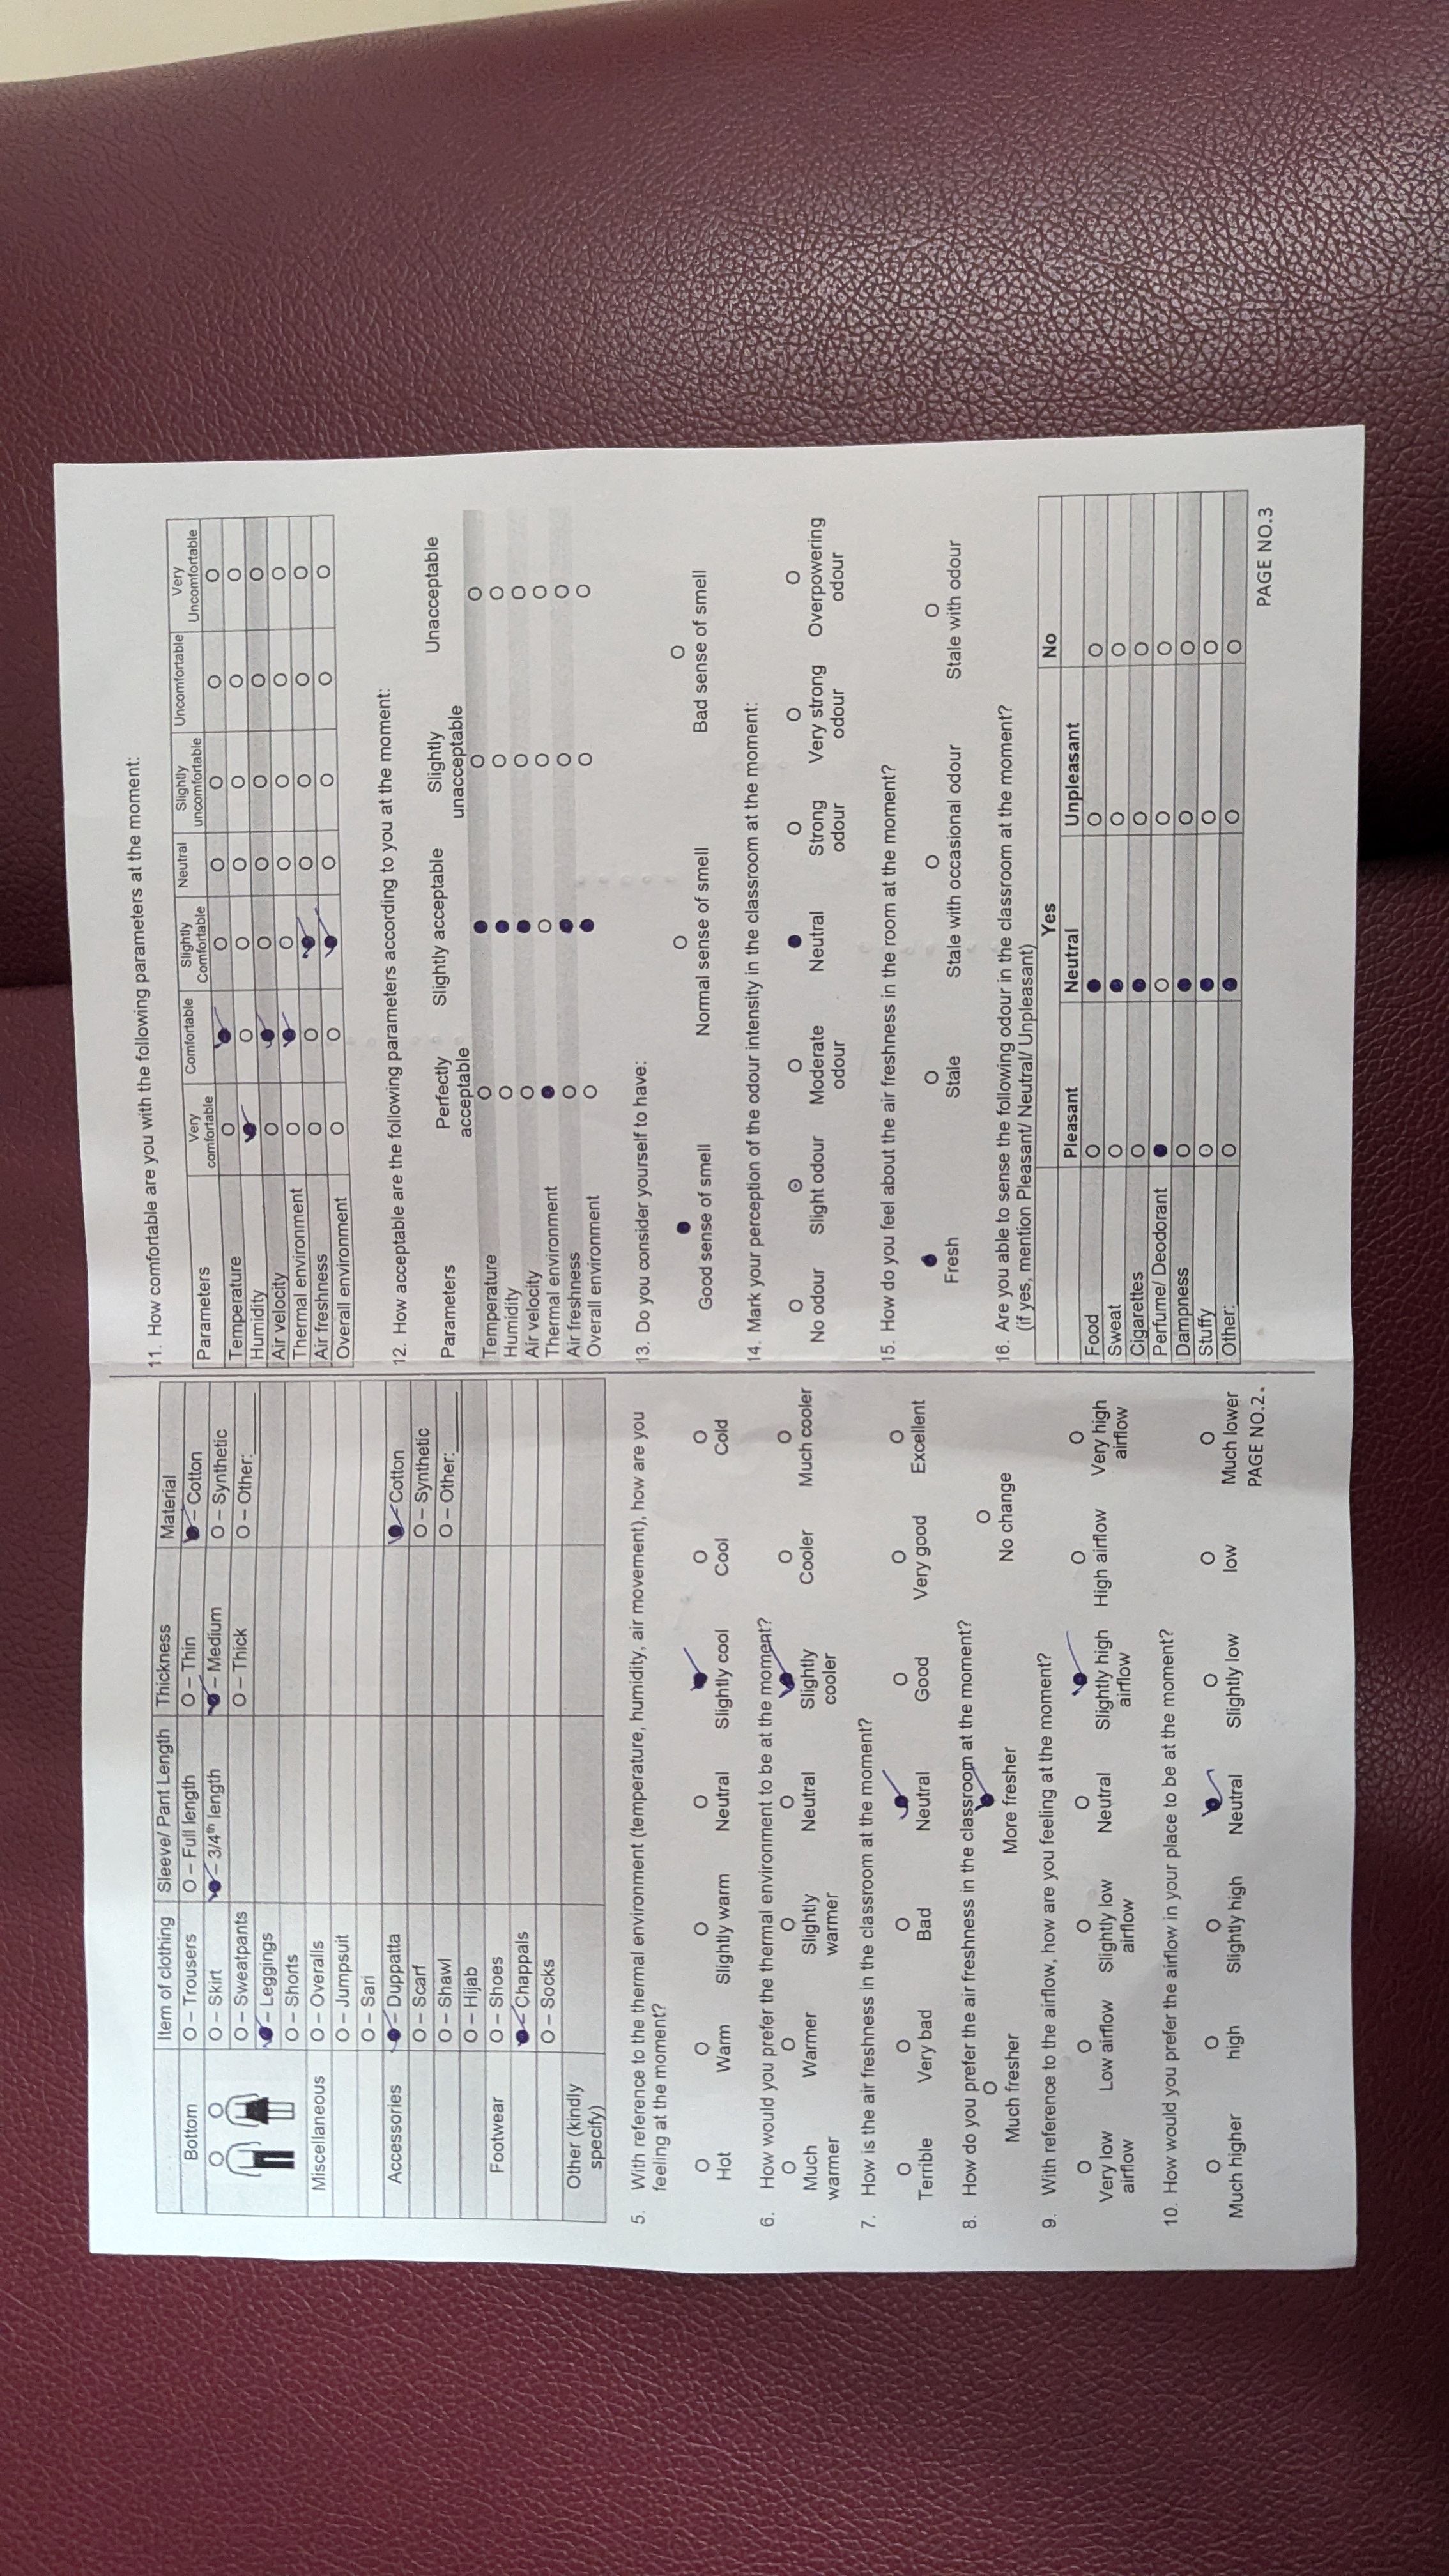 Item of clothing Sleeve/ Pant Length Thickness Material
Bottom O – Trousers O – Full length O – Thin – Cotton
O – Skirt – 3/4th length – Medium O – Synthetic
O – Sweatpants O – Thick O – Other:______
– Leggings
O – Shorts
Miscellaneous O – Overalls
O – Jumpsuit
O – Sari
Accessories – Duppatta – Cotton
O – Scarf O – Synthetic
O – Shawl O – Other:______
O – Hijab
Footwear O – Shoes
– Chappals
O – Socks
Other (kindly
specify)
5. With reference to the thermal environment (temperature, humidity, air movement), how are you
feeling at the moment?
Hot Warm Slightly warm Neutral Slightly cool Cool Cold
6. How would you prefer the thermal environment to be at the moment?
Much Warmer Slightly Neutral Slightly Cooler Much cooler
warmer warmer cooler
7. How is the air freshness in the classroom at the moment?
Terrible Very bad Bad Neutral Good Very good Excellent
8. How do you prefer the air freshness in the classroom at the moment?
Much fresher More fresher No change
9. With reference to the airflow, how are you feeling at the moment?
Very low Low airflow Slightly low Neutral Slightly high High airflow Very high
airflow airflow airflow airflow
10. How would you prefer the airflow in your place to be at the moment?
Much higher high Slightly high Neutral Slightly low low Much lower
PAGE NO.2.
11. How comfortable are you with the following parameters at the moment:
Parameters Very Comfortable Slightly Neutral Slightly Uncomfortable Very
comfortable Comfortable uncomfortable Uncomfortable
Temperature
Humidity
Air velocity
Thermal environment
Air freshness
Overall environment
12. How acceptable are the following parameters according to you at the moment:
Parameters Perfectly Slightly acceptable Slightly Unacceptable
acceptable unacceptable
Temperature
Humidity
Air velocity
Thermal environment
Air freshness
Overall environment
13. Do you consider yourself to have:
Good sense of smell Normal sense of smell Bad sense of smell
14. Mark your perception of the odour intensity in the classroom at the moment:
No odour Slight odour Moderate Neutral Strong Very strong Overpowering
odour odour odour odour
15. How do you feel about the air freshness in the room at the moment?
Fresh Stale Stale with occasional odour Stale with odour
16. Are you able to sense the following odour in the classroom at the moment?
(if yes, mention Pleasant/ Neutral/ Unpleasant)
Yes No
Pleasant Neutral Unpleasant
Food
Sweat
Cigarettes
Perfume/ Deodorant
Dampness
Stuffy
Other:__________
PAGE NO.3